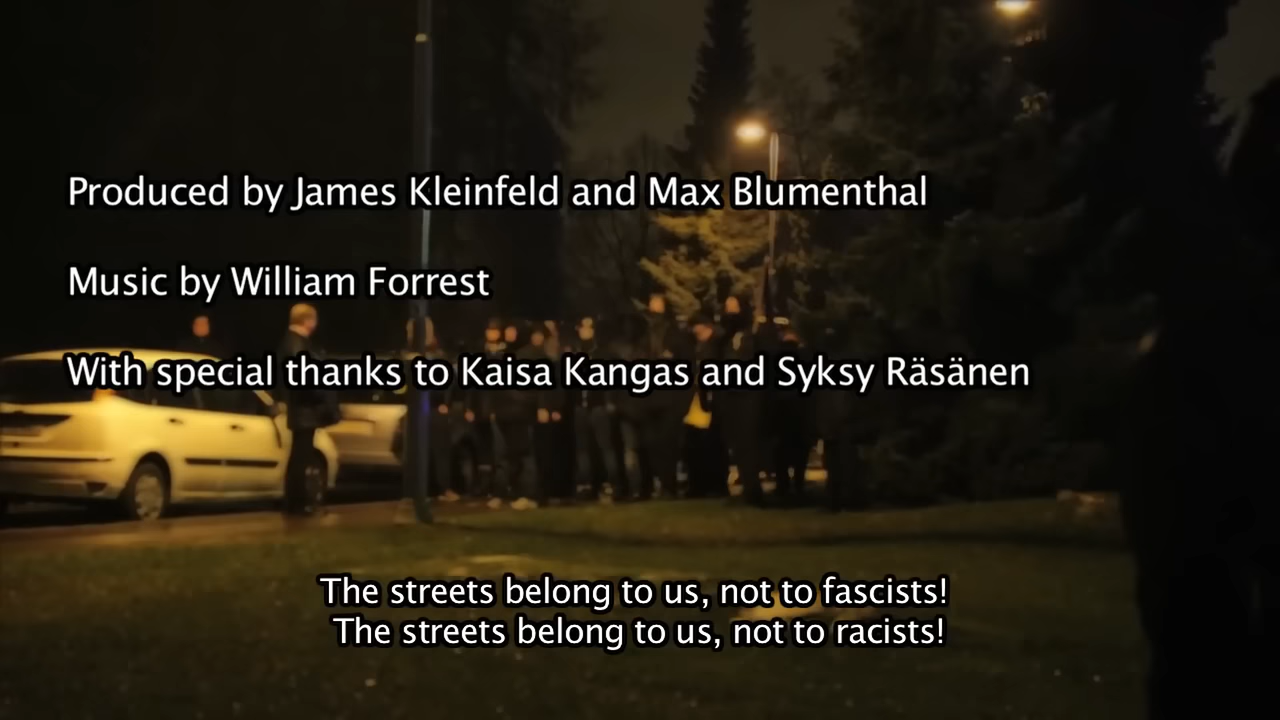 Produced by James Kleinfeld and Max Blumenthal
Music by William Forrest
With special thanks to Kaisa Kangas and Syksy Räsänen
The streets belong to us, not to fascists!
The streets belong to us, not to racists!